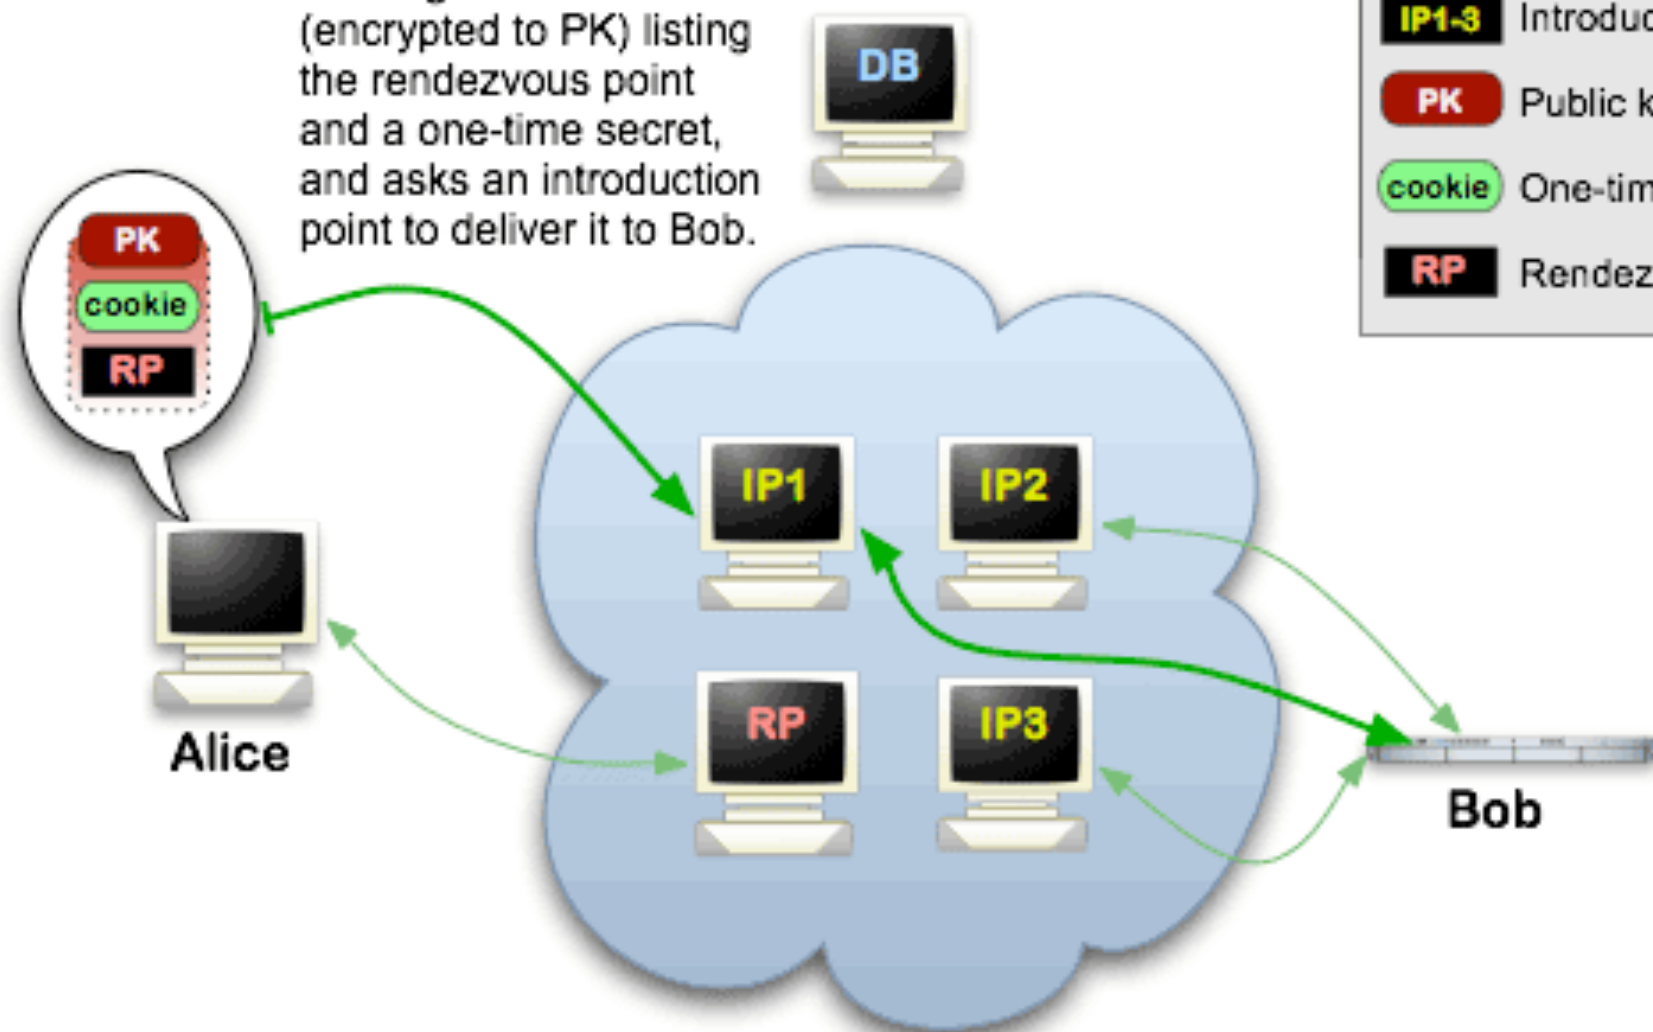 (encrypted to PK) listing
the rendezvous point
and a one-time secret,
and asks an introduction
point to deliver it to Bob.
DB
IP1-3
PK Public
cookie
RP
PK
cookie
RP
IP1 IP2
RP IP3
Alice
Bob